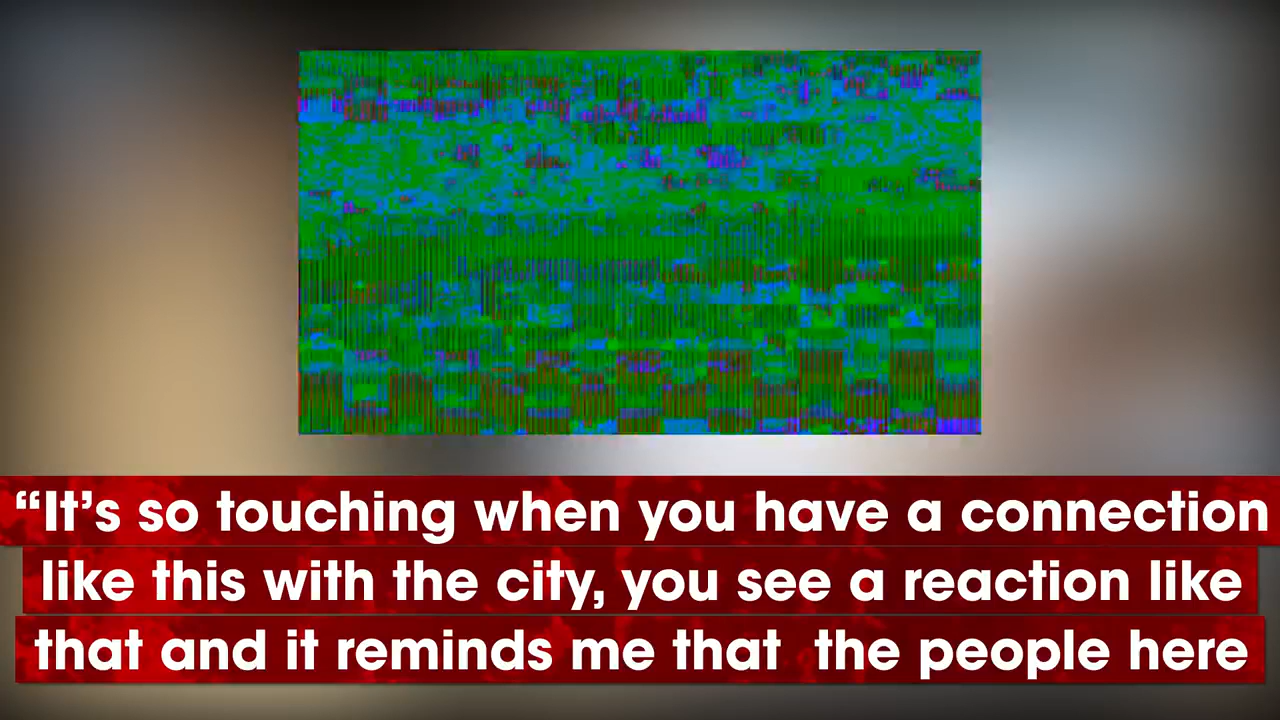 “It’s so touching when you have a connection
like this with the city, you see a reaction like
that and it reminds me that  the people here